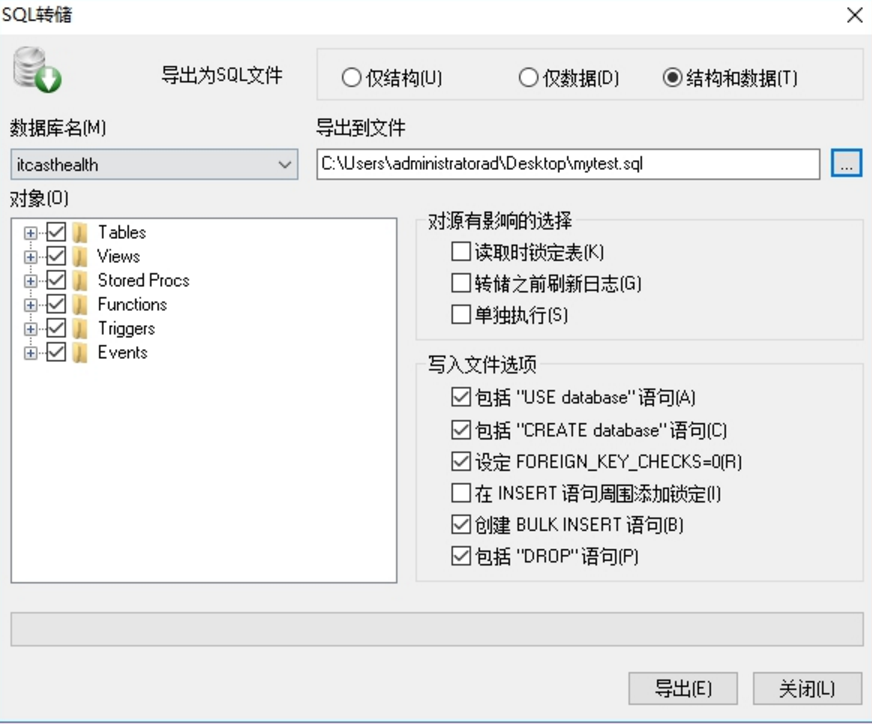 SQL转储
导出为SQL文件
仅结构(U)
仅数据(D)
结构和数据(T)
数据库名(M)
导出到文件
itcasthealth
C:\Users\administratorad\Desktop\mytest.sql
...
对象(O)
Tables
Views
Stored Procs
Functions
Triggers
Events
对源有影响的选择
读取时锁定表(K)
转储之前刷新日志(G)
单独执行(S)
写入文件选项
包括 "USE database" 语句(A)
包括 "CREATE database" 语句(C)
设定 FOREIGN_KEY_CHECKS=0(R)
在 INSERT 语句周围添加锁定(I)
创建 BULK INSERT 语句(B)
包括 "DROP" 语句(P)
导出(E)
关闭(L)